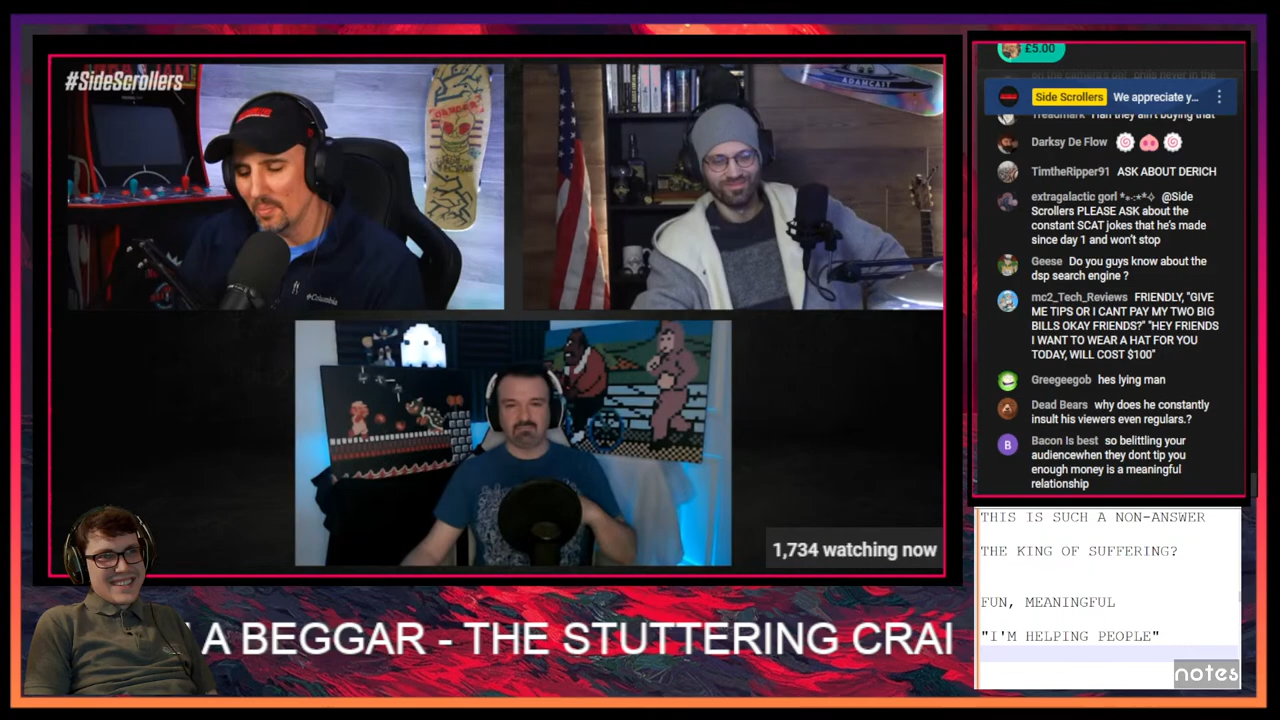 #SideScrollers
ADAMCAST
£5.00
Side Scrollers We appreciate y...
Darksy De Flow
TimtheRipper91 ASK ABOUT DERICH
extragalactic gorl @Side
Scrollers PLEASE ASK about the
constant SCAT jokes that he's made
since day 1 and won't stop
Geese Do you guys know about the
dsp search engine ?
mc2_Tech_Reviews FRIENDLY, "GIVE
ME TIPS OR I CANT PAY MY TWO BIG
BILLS OKAY FRIENDS?" "HEY FRIENDS
I WANT TO WEAR A HAT FOR YOU
TODAY, WILL COST $100"
Greegeegob hes lying man
Dead Bears why does he constantly
insult his viewers even regulars.?
B
Bacon Is best so belittling your
audiencewhen they dont tip you
enough money is a meaningful
relationship
Columbia
1,734 watching now
A BEGGAR - THE STUTTERING CRAI
THIS IS SUCH A NON-ANSWER
THE KING OF SUFFERING?
FUN, MEANINGFUL
"I'M HELPING PEOPLE"
notes